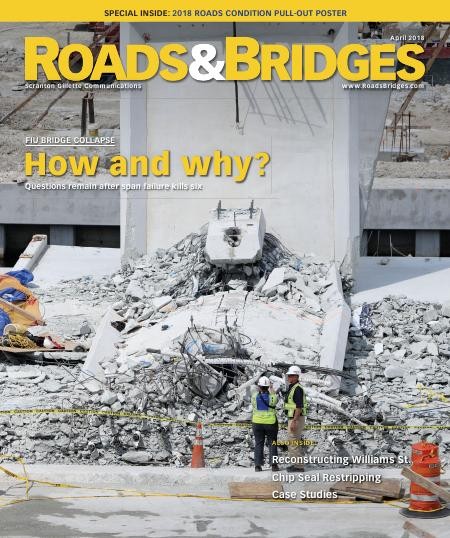 SPECIAL INSIDE: 2018 ROADS CONDITION PULL-OUT POSTER
April 2018
ROADS&BRIDGES
Scranton Gillette Communications
www.RoadsBridges.com
FIU BRIDGE COLLAPSE
How and why?
Questions remain after span failure kills six
ALSO INSIDE:
Reconstructing Williams St.
Chip Seal Restripping
Case Studies